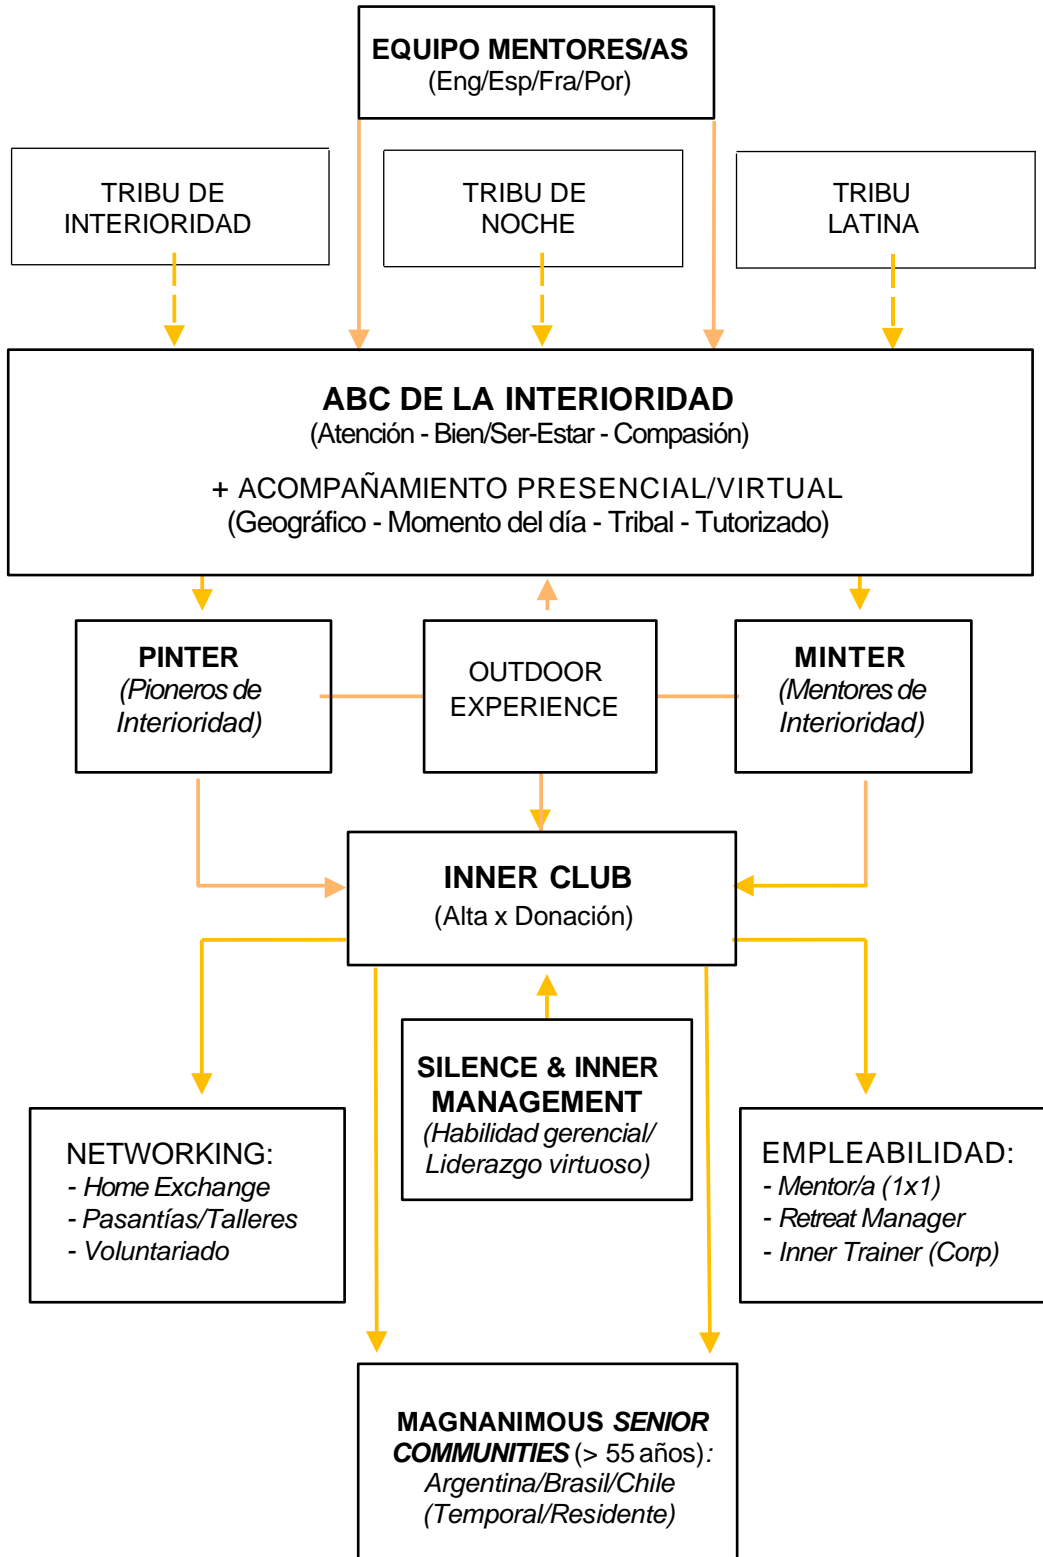 EQUIPO MENTORES/AS
(Eng/Esp/Fra/Por)
TRIBU DE
INTERIORIDAD
TRIBU DE
NOCHE
TRIBU
LATINA
ABC DE LA INTERIORIDAD
(Atención - Bien/Ser-Estar - Compasión)
+ ACOMPAÑAMIENTO PRESENCIAL/VIRTUAL
(Geográfico - Momento del día - Tribal - Tutorizado)
PINTER
(Pioneros de
Interioridad)
OUTDOOR
EXPERIENCE
MINTER
(Mentores de
Interioridad)
INNER CLUB
(Alta x Donación)
SILENCE & INNER
MANAGEMENT
(Habilidad gerencial/
Liderazgo virtuoso)
NETWORKING:
- Home Exchange
- Pasantías/Talleres
- Voluntariado
EMPLEABILIDAD:
- Mentor/a (1x1)
- Retreat Manager
- Inner Trainer (Corp)
MAGNANIMOUS SENIOR
COMMUNITIES (> 55 años):
Argentina/Brasil/Chile
(Temporal/Residente)